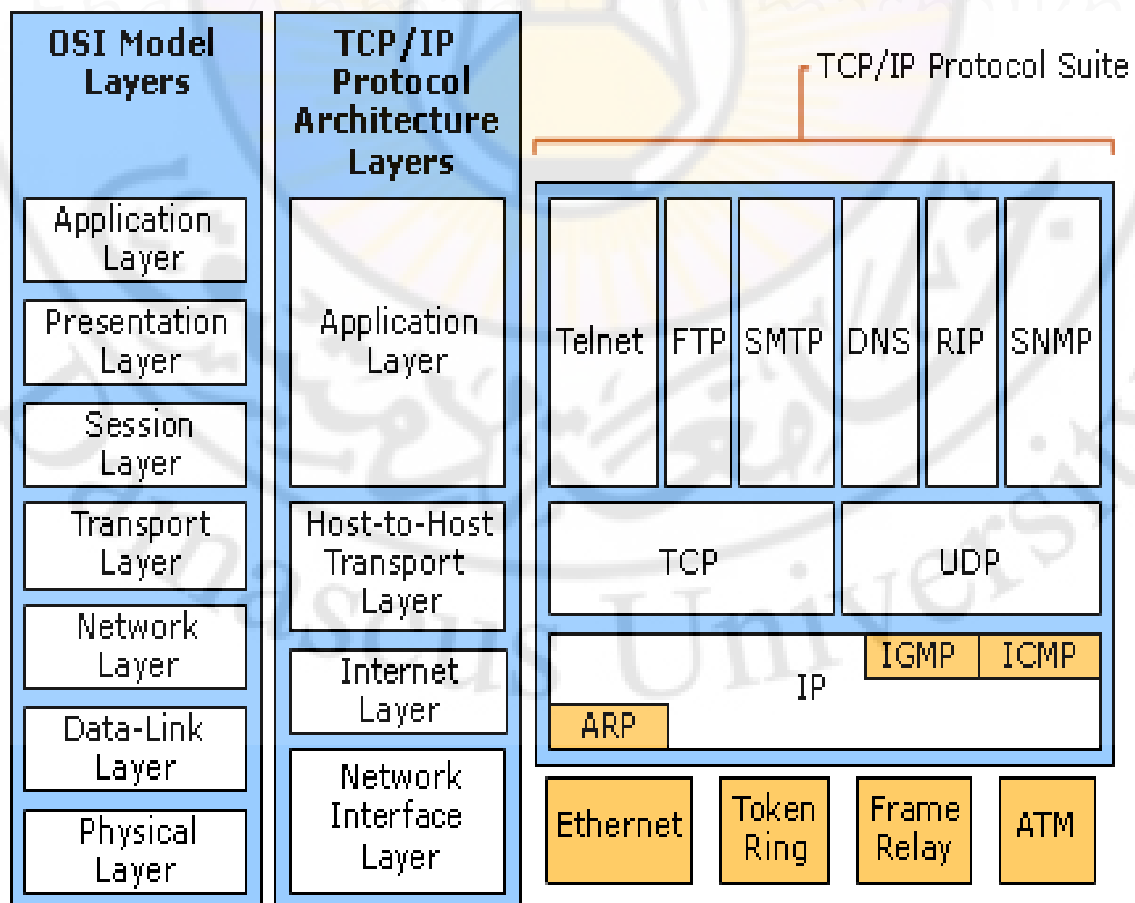 OSI Model
Layers
TCP/IP
Protocol
Architecture
Layers
TCP/IP Protocol Suite
Application
Layer
Presentation
Layer
Session
Layer
Transport
Layer
Network
Layer
Data-Link
Layer
Physical
Layer
Application
Layer
Host-to-Host
Transport
Layer
Internet
Layer
Network
Interface
Layer
Telnet
FTP
SMTP
DNS
RIP
SNMP
TCP
UDP
IGMP
ICMP
IP
ARP
Ethernet
Token
Ring
Frame
Relay
ATM